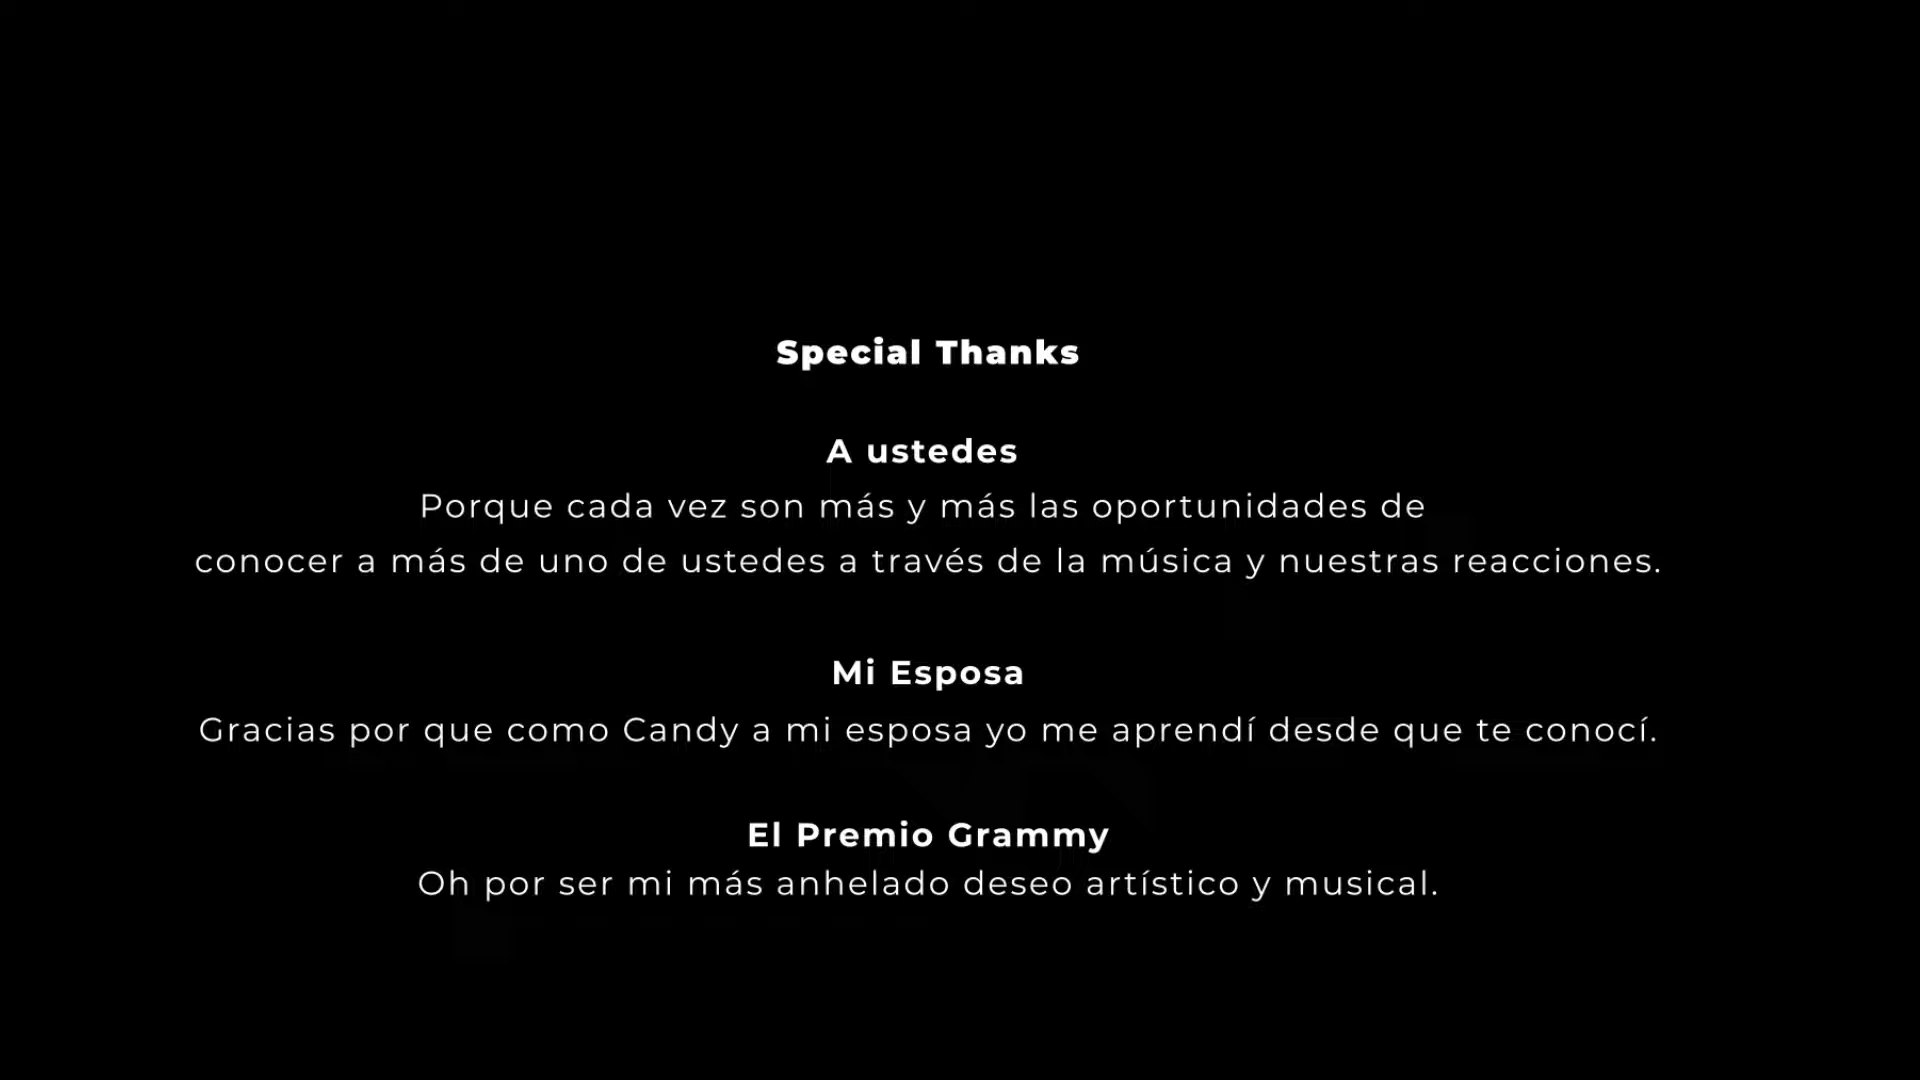 Special Thanks
A ustedes
Porque cada vez son más y más las oportunidades de
conocer a más de uno de ustedes a través de la música y nuestras reacciones.
Mi Esposa
Gracias por que como Candy a mi esposa yo me aprendí desde que te conocí.
El Premio Grammy
Oh por ser mi más anhelado deseo artístico y musical.